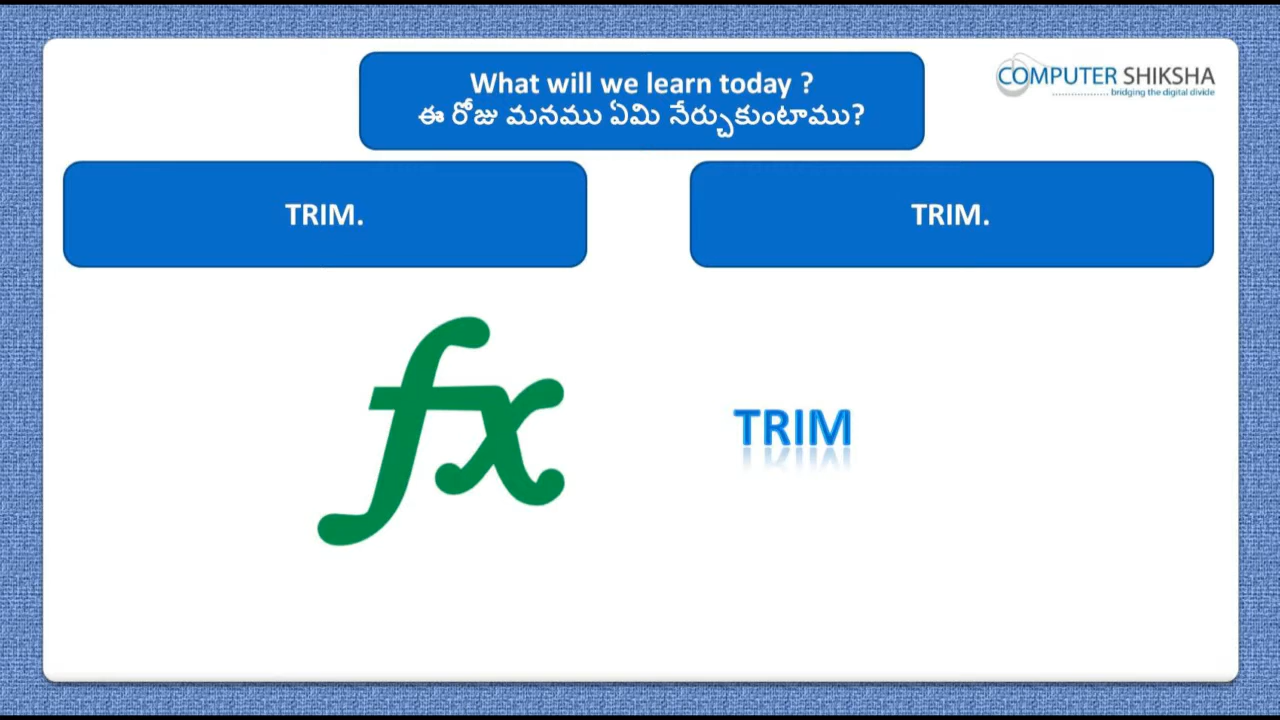 What will we learn today ?
ఈ రోజు మనము ఏమి నేర్చుకుంటాము?
COMPUTER SHIKSHA
bridging the digital divide
TRIM.
TRIM.
fx
TRIM